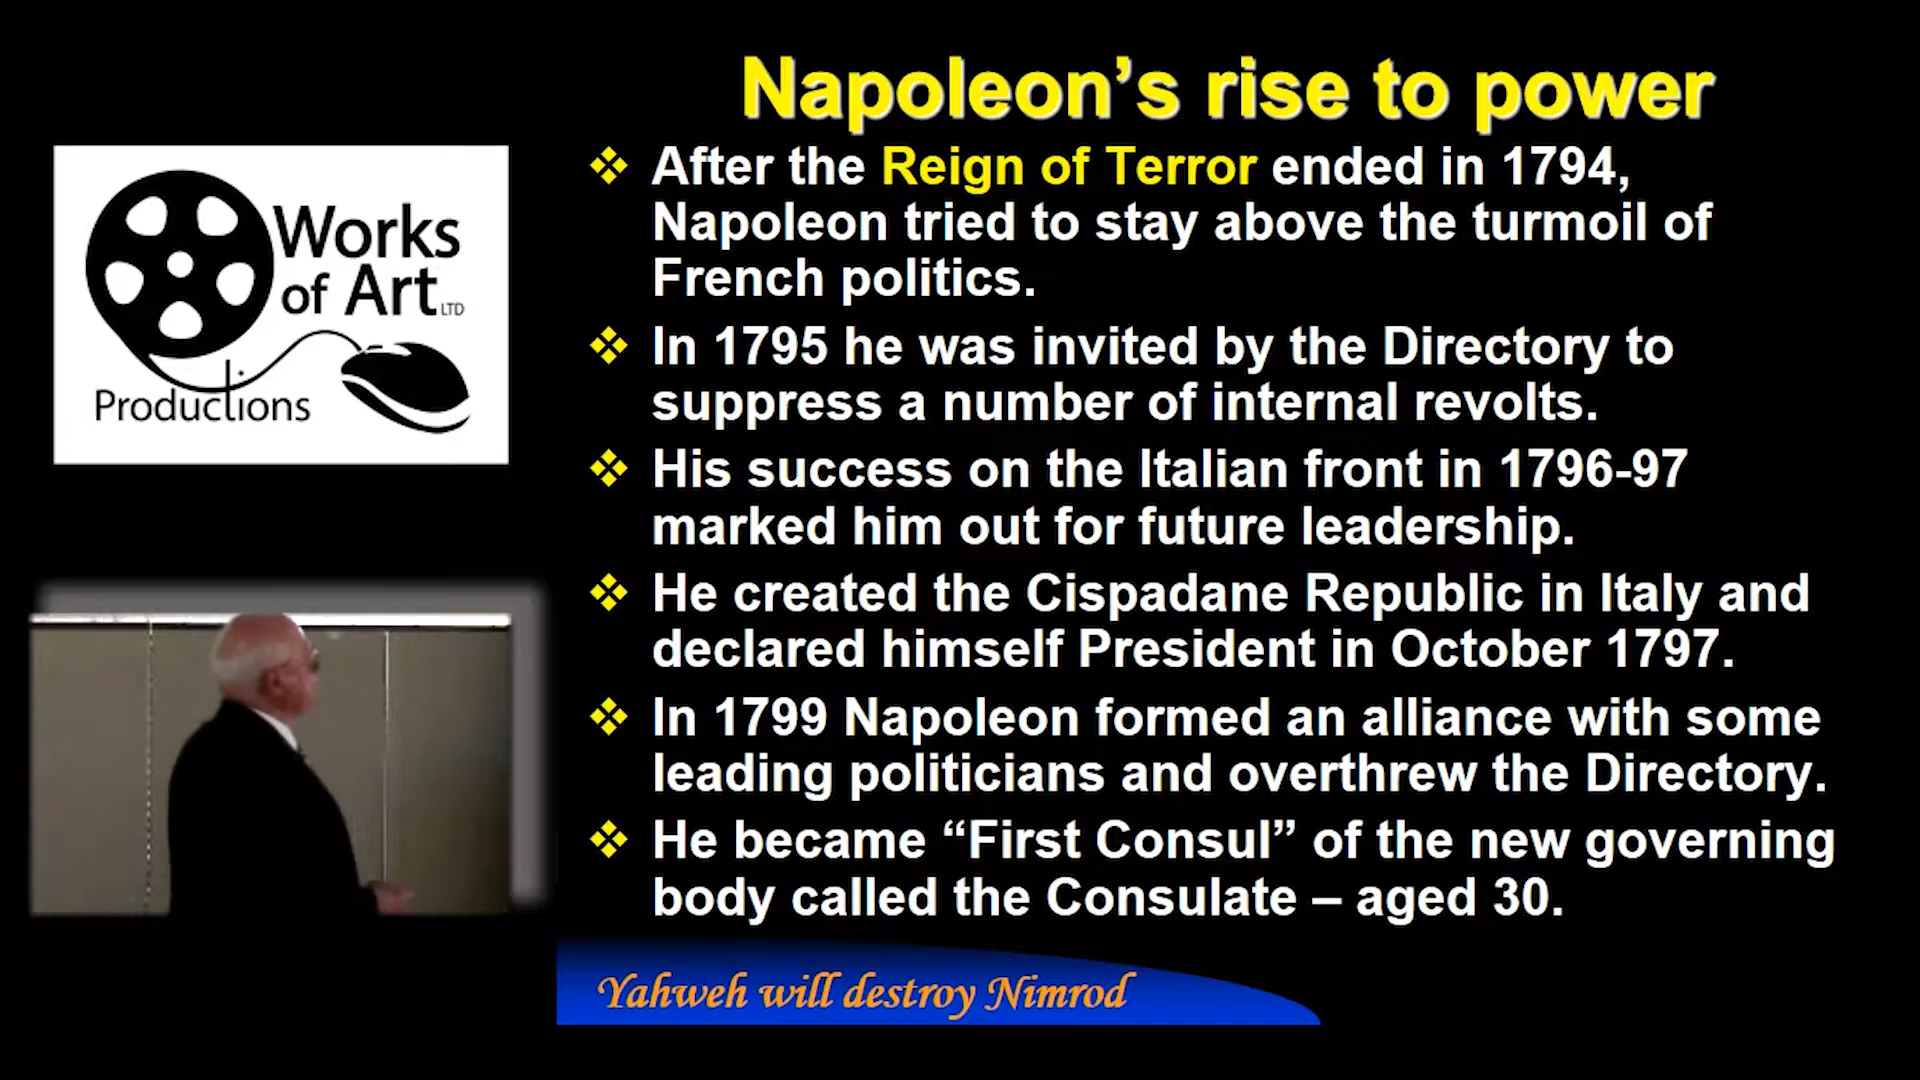 Napoleon’s rise to power
Works
of Art LTD
Productions
❖ After the Reign of Terror ended in 1794,
Napoleon tried to stay above the turmoil of
French politics.
❖ In 1795 he was invited by the Directory to
suppress a number of internal revolts.
❖ His success on the Italian front in 1796-97
marked him out for future leadership.
❖ He created the Cispadane Republic in Italy and
declared himself President in October 1797.
❖ In 1799 Napoleon formed an alliance with some
leading politicians and overthrew the Directory.
❖ He became “First Consul” of the new governing
body called the Consulate – aged 30.
Yahweh will destroy Nimrod